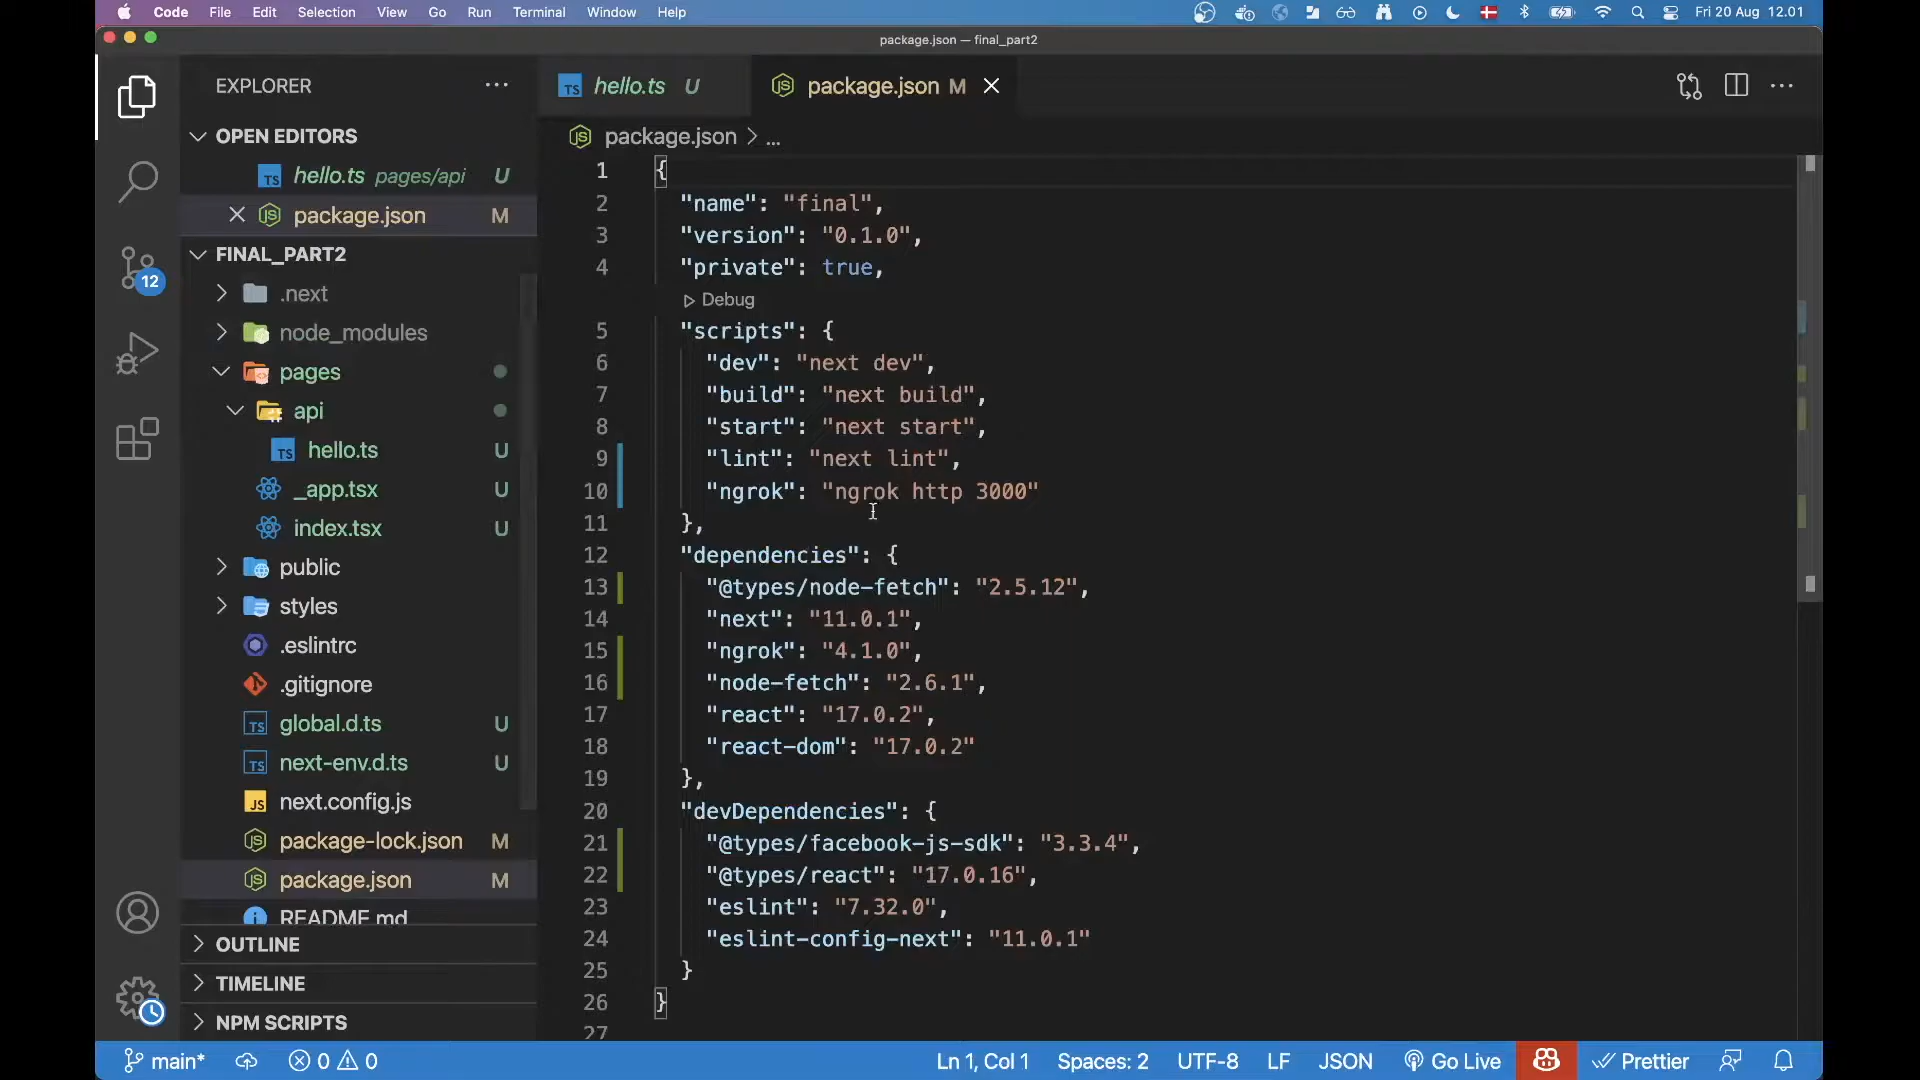 Code File Edit Selection View Go Run Terminal Window Help Fri 20 Aug 12.01
package.json — final_part2
EXPLORER
OPEN EDITORS
TS hello.ts pages/api U
package.json M
FINAL_PART2
.next
node_modules
pages
api
TS hello.ts U
_app.tsx U
index.tsx U
public
styles
.eslintrc
.gitignore
TS global.d.ts U
TS next-env.d.ts U
JS next.config.js
package-lock.json M
package.json M
README.md
OUTLINE
TIMELINE
NPM SCRIPTS
12
TS hello.ts U
package.json M
package.json > ...
1 {
2 "name": "final",
3 "version": "0.1.0",
4 "private": true,
Debug
5 "scripts": {
6 "dev": "next dev",
7 "build": "next build",
8 "start": "next start",
9 "lint": "next lint",
10 "ngrok": "ngrok http 3000"
11 },
12 "dependencies": {
13 "@types/node-fetch": "2.5.12",
14 "next": "11.0.1",
15 "ngrok": "4.1.0",
16 "node-fetch": "2.6.1",
17 "react": "17.0.2",
18 "react-dom": "17.0.2"
19 },
20 "devDependencies": {
21 "@types/facebook-js-sdk": "3.3.4",
22 "@types/react": "17.0.16",
23 "eslint": "7.32.0",
24 "eslint-config-next": "11.0.1"
25 }
26 }
27
main* 0 0 Ln 1, Col 1 Spaces: 2 UTF-8 LF JSON Go Live Prettier